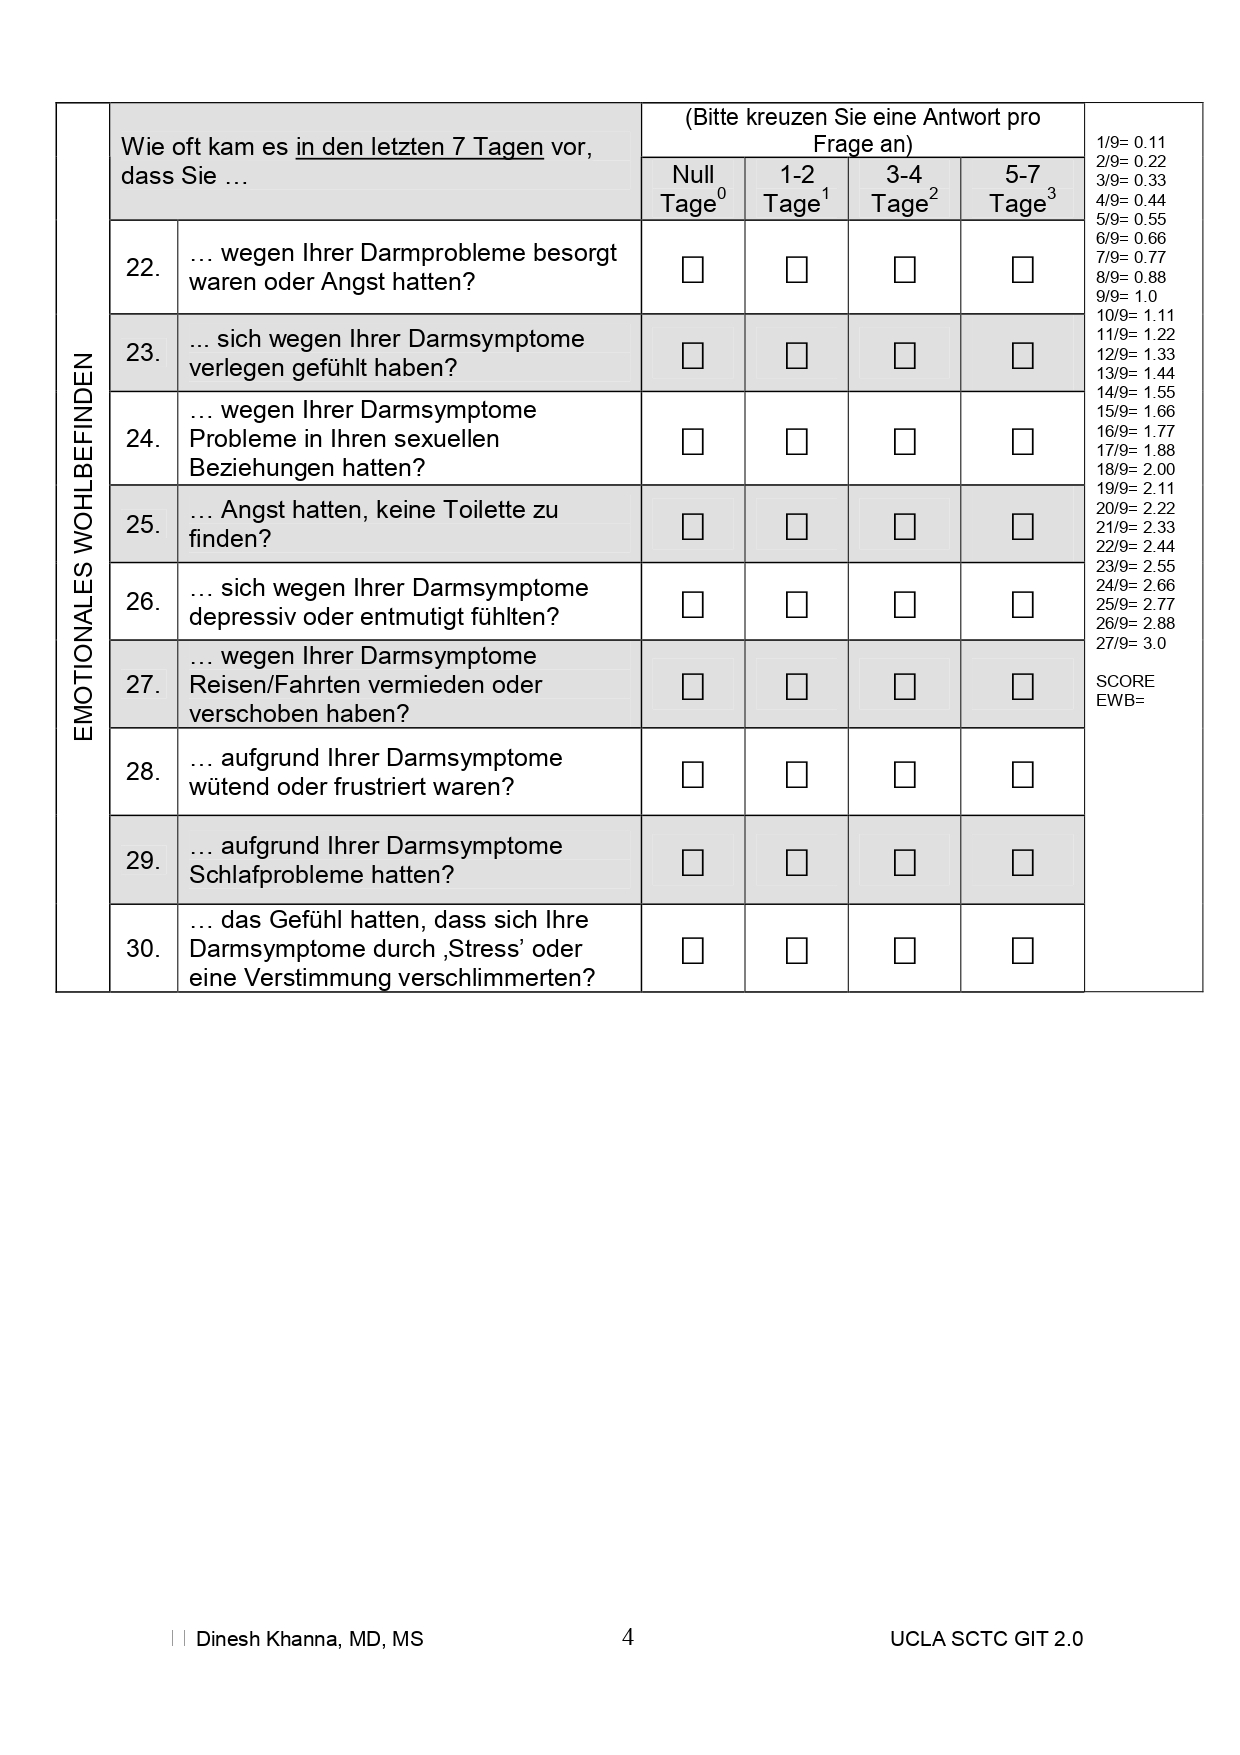 EMOTIONALES WOHLBEFINDEN
Wie oft kam es in den letzten 7 Tagen vor,
dass Sie …
(Bitte kreuzen Sie eine Antwort pro
Frage an)
Null
Tage0
1-2
Tage1
3-4
Tage2
5-7
Tage3
22.
… wegen Ihrer Darmprobleme besorgt
waren oder Angst hatten?
23.
... sich wegen Ihrer Darmsymptome
verlegen gefühlt haben?
24.
… wegen Ihrer Darmsymptome
Probleme in Ihren sexuellen
Beziehungen hatten?
25.
… Angst hatten, keine Toilette zu
finden?
26.
… sich wegen Ihrer Darmsymptome
depressiv oder entmutigt fühlten?
27.
… wegen Ihrer Darmsymptome
Reisen/Fahrten vermieden oder
verschoben haben?
28.
… aufgrund Ihrer Darmsymptome
wütend oder frustriert waren?
29.
… aufgrund Ihrer Darmsymptome
Schlafprobleme hatten?
30.
… das Gefühl hatten, dass sich Ihre
Darmsymptome durch ‚Stress’ oder
eine Verstimmung verschlimmerten?
1/9= 0.11
2/9= 0.22
3/9= 0.33
4/9= 0.44
5/9= 0.55
6/9= 0.66
7/9= 0.77
8/9= 0.88
9/9= 1.0
10/9= 1.11
11/9= 1.22
12/9= 1.33
13/9= 1.44
14/9= 1.55
15/9= 1.66
16/9= 1.77
17/9= 1.88
18/9= 2.00
19/9= 2.11
20/9= 2.22
21/9= 2.33
22/9= 2.44
23/9= 2.55
24/9= 2.66
25/9= 2.77
26/9= 2.88
27/9= 3.0
SCORE
EWB=
Dinesh Khanna, MD, MS
4
UCLA SCTC GIT 2.0